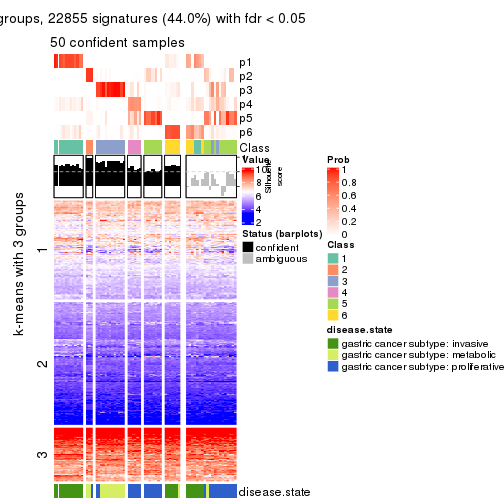 groups, 22855 signatures (44.0%) with fdr < 0.05
50 confident samples
p1
p2
p3
p4
p5
p6
Class
Silhouette
score
k-means with 3 groups
1
2
3
disease.state
Value
10
8
6
4
2
Status (barplots)
confident
ambiguous
Prob
1
0.8
0.6
0.4
0.2
0
Class
1
2
3
4
5
6
disease.state
gastric cancer subtype: invasive
gastric cancer subtype: metabolic
gastric cancer subtype: proliferative